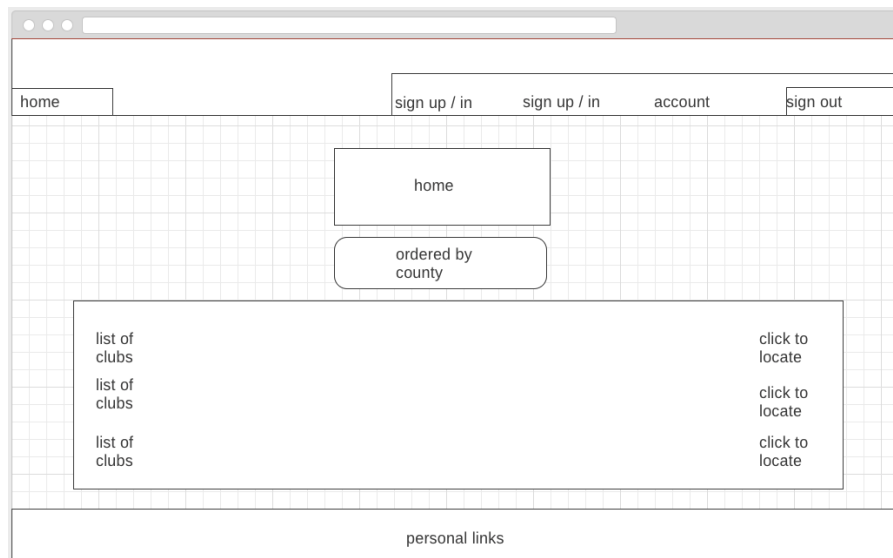 home
sign up / in
sign up / in
account
sign out
home
ordered by
county
list of
clubs
click to
locate
list of
clubs
click to
locate
list of
clubs
click to
locate
personal links